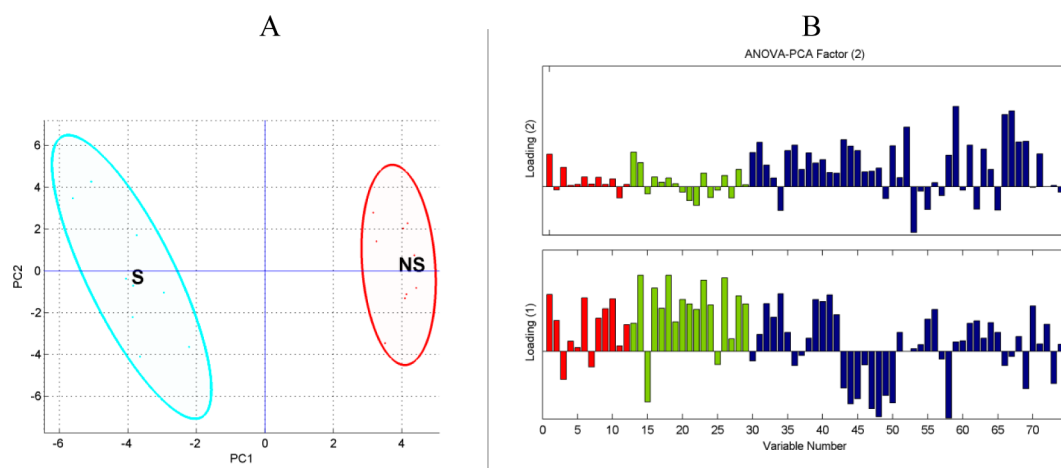 A
6
4
2
0
-2
-4
-6
PC2
S
NS
-6 -4 -2 0 2 4
PC1
B
ANOVA-PCA Factor (2)
Loading (2)
Loading (1)
0 5 10 15 20 25 30 35 40 45 50 55 60 65 70
Variable Number